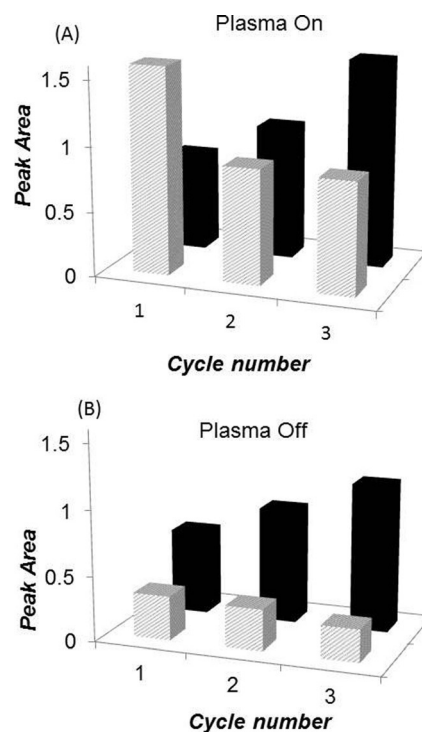 (A)
Plasma On
1.5
1
0.5
0
Peak Area
1
2
3
Cycle number
(B)
Plasma Off
1.5
1
0.5
0
Peak Area
1
2
3
Cycle number